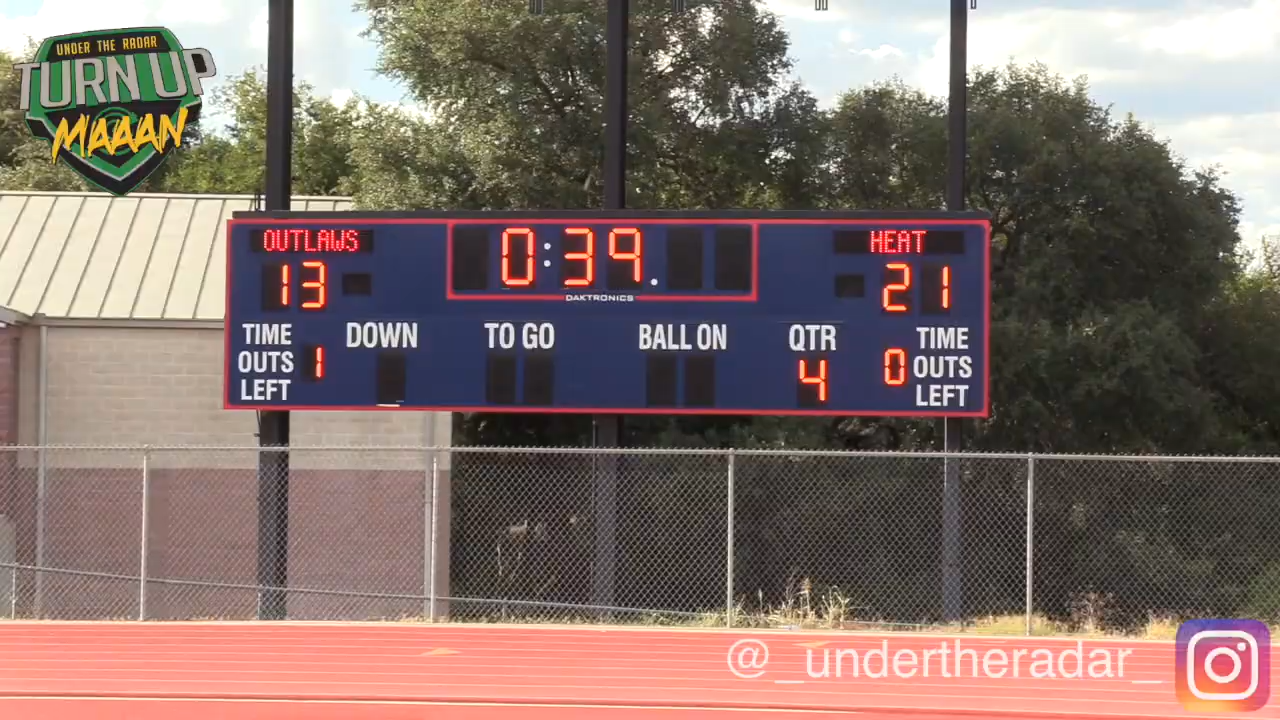 UNDER THE RADAR
TURN UP
MAAAN
OUTLAWS 0:39. HEAT
13 21
DAKTRONICS
TIME OUTS LEFT 1
DOWN TO GO BALL ON QTR 4
0 TIME OUTS LEFT
@_undertheradar_